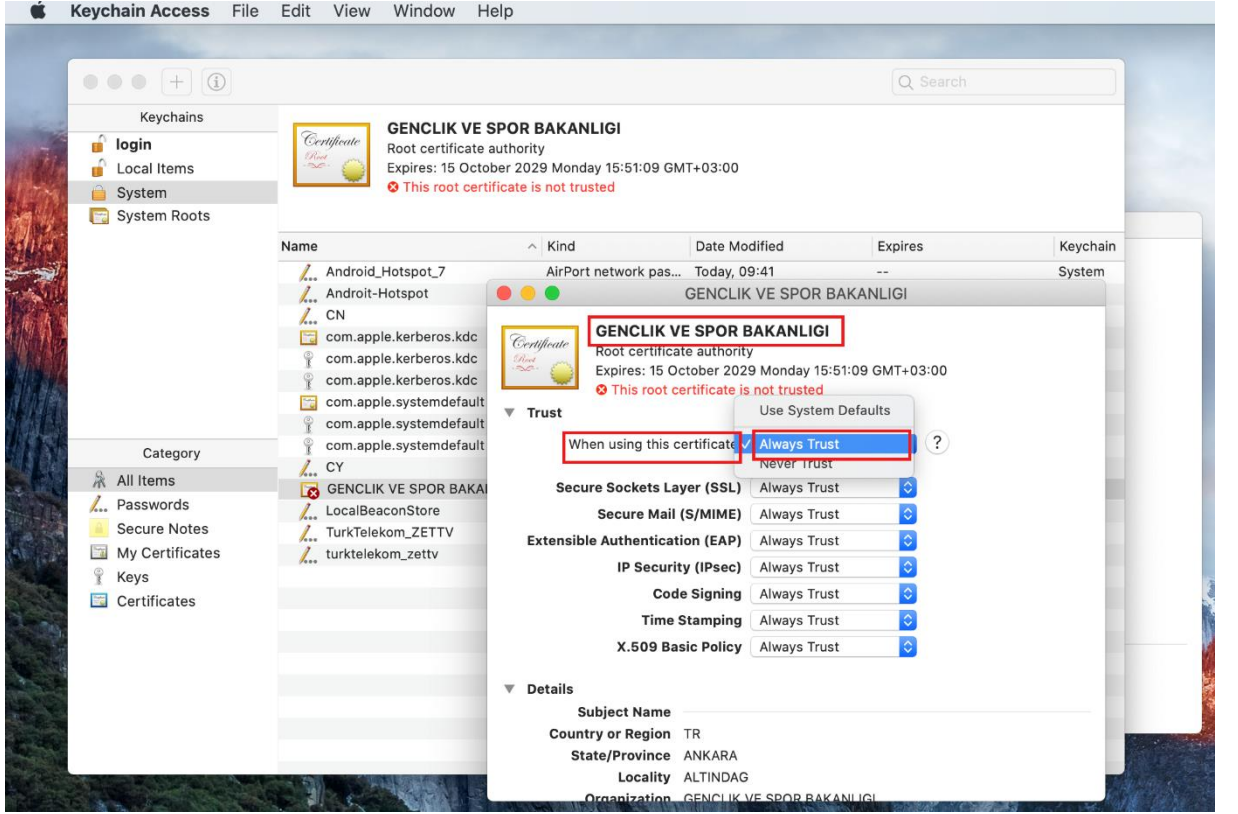 Keychain Access File Edit View Window Help
Search
Keychains
login
Local Items
System
System Roots
Certificate
Root
GENCLIK VE SPOR BAKANLIGI
Root certificate authority
Expires: 15 October 2029 Monday 15:51:09 GMT+03:00
This root certificate is not trusted
Name Kind Date Modified Expires Keychain
Android_Hotspot_7 AirPort network pas... Today, 09:41 -- System
Androit-Hotspot
CN
com.apple.kerberos.kdc
com.apple.kerberos.kdc
com.apple.kerberos.kdc
com.apple.systemdefault
com.apple.systemdefault
com.apple.systemdefault
CY
GENCLIK VE SPOR BAKAI
LocalBeaconStore
TurkTelekom_ZETTV
turktelekom_zettv
Category
All Items
Passwords
Secure Notes
My Certificates
Keys
Certificates
GENCLIK VE SPOR BAKANLIGI
Certificate
Root
GENCLIK VE SPOR BAKANLIGI
Root certificate authority
Expires: 15 October 2029 Monday 15:51:09 GMT+03:00
This root certificate is not trusted
Trust
Use System Defaults
When using this certificate Always Trust ?
Never Trust
Secure Sockets Layer (SSL) Always Trust
Secure Mail (S/MIME) Always Trust
Extensible Authentication (EAP) Always Trust
IP Security (IPsec) Always Trust
Code Signing Always Trust
Time Stamping Always Trust
X.509 Basic Policy Always Trust
Details
Subject Name
Country or Region TR
State/Province ANKARA
Locality ALTINDAG
Organization GENCLIK VE SPOR BAKANLIGI